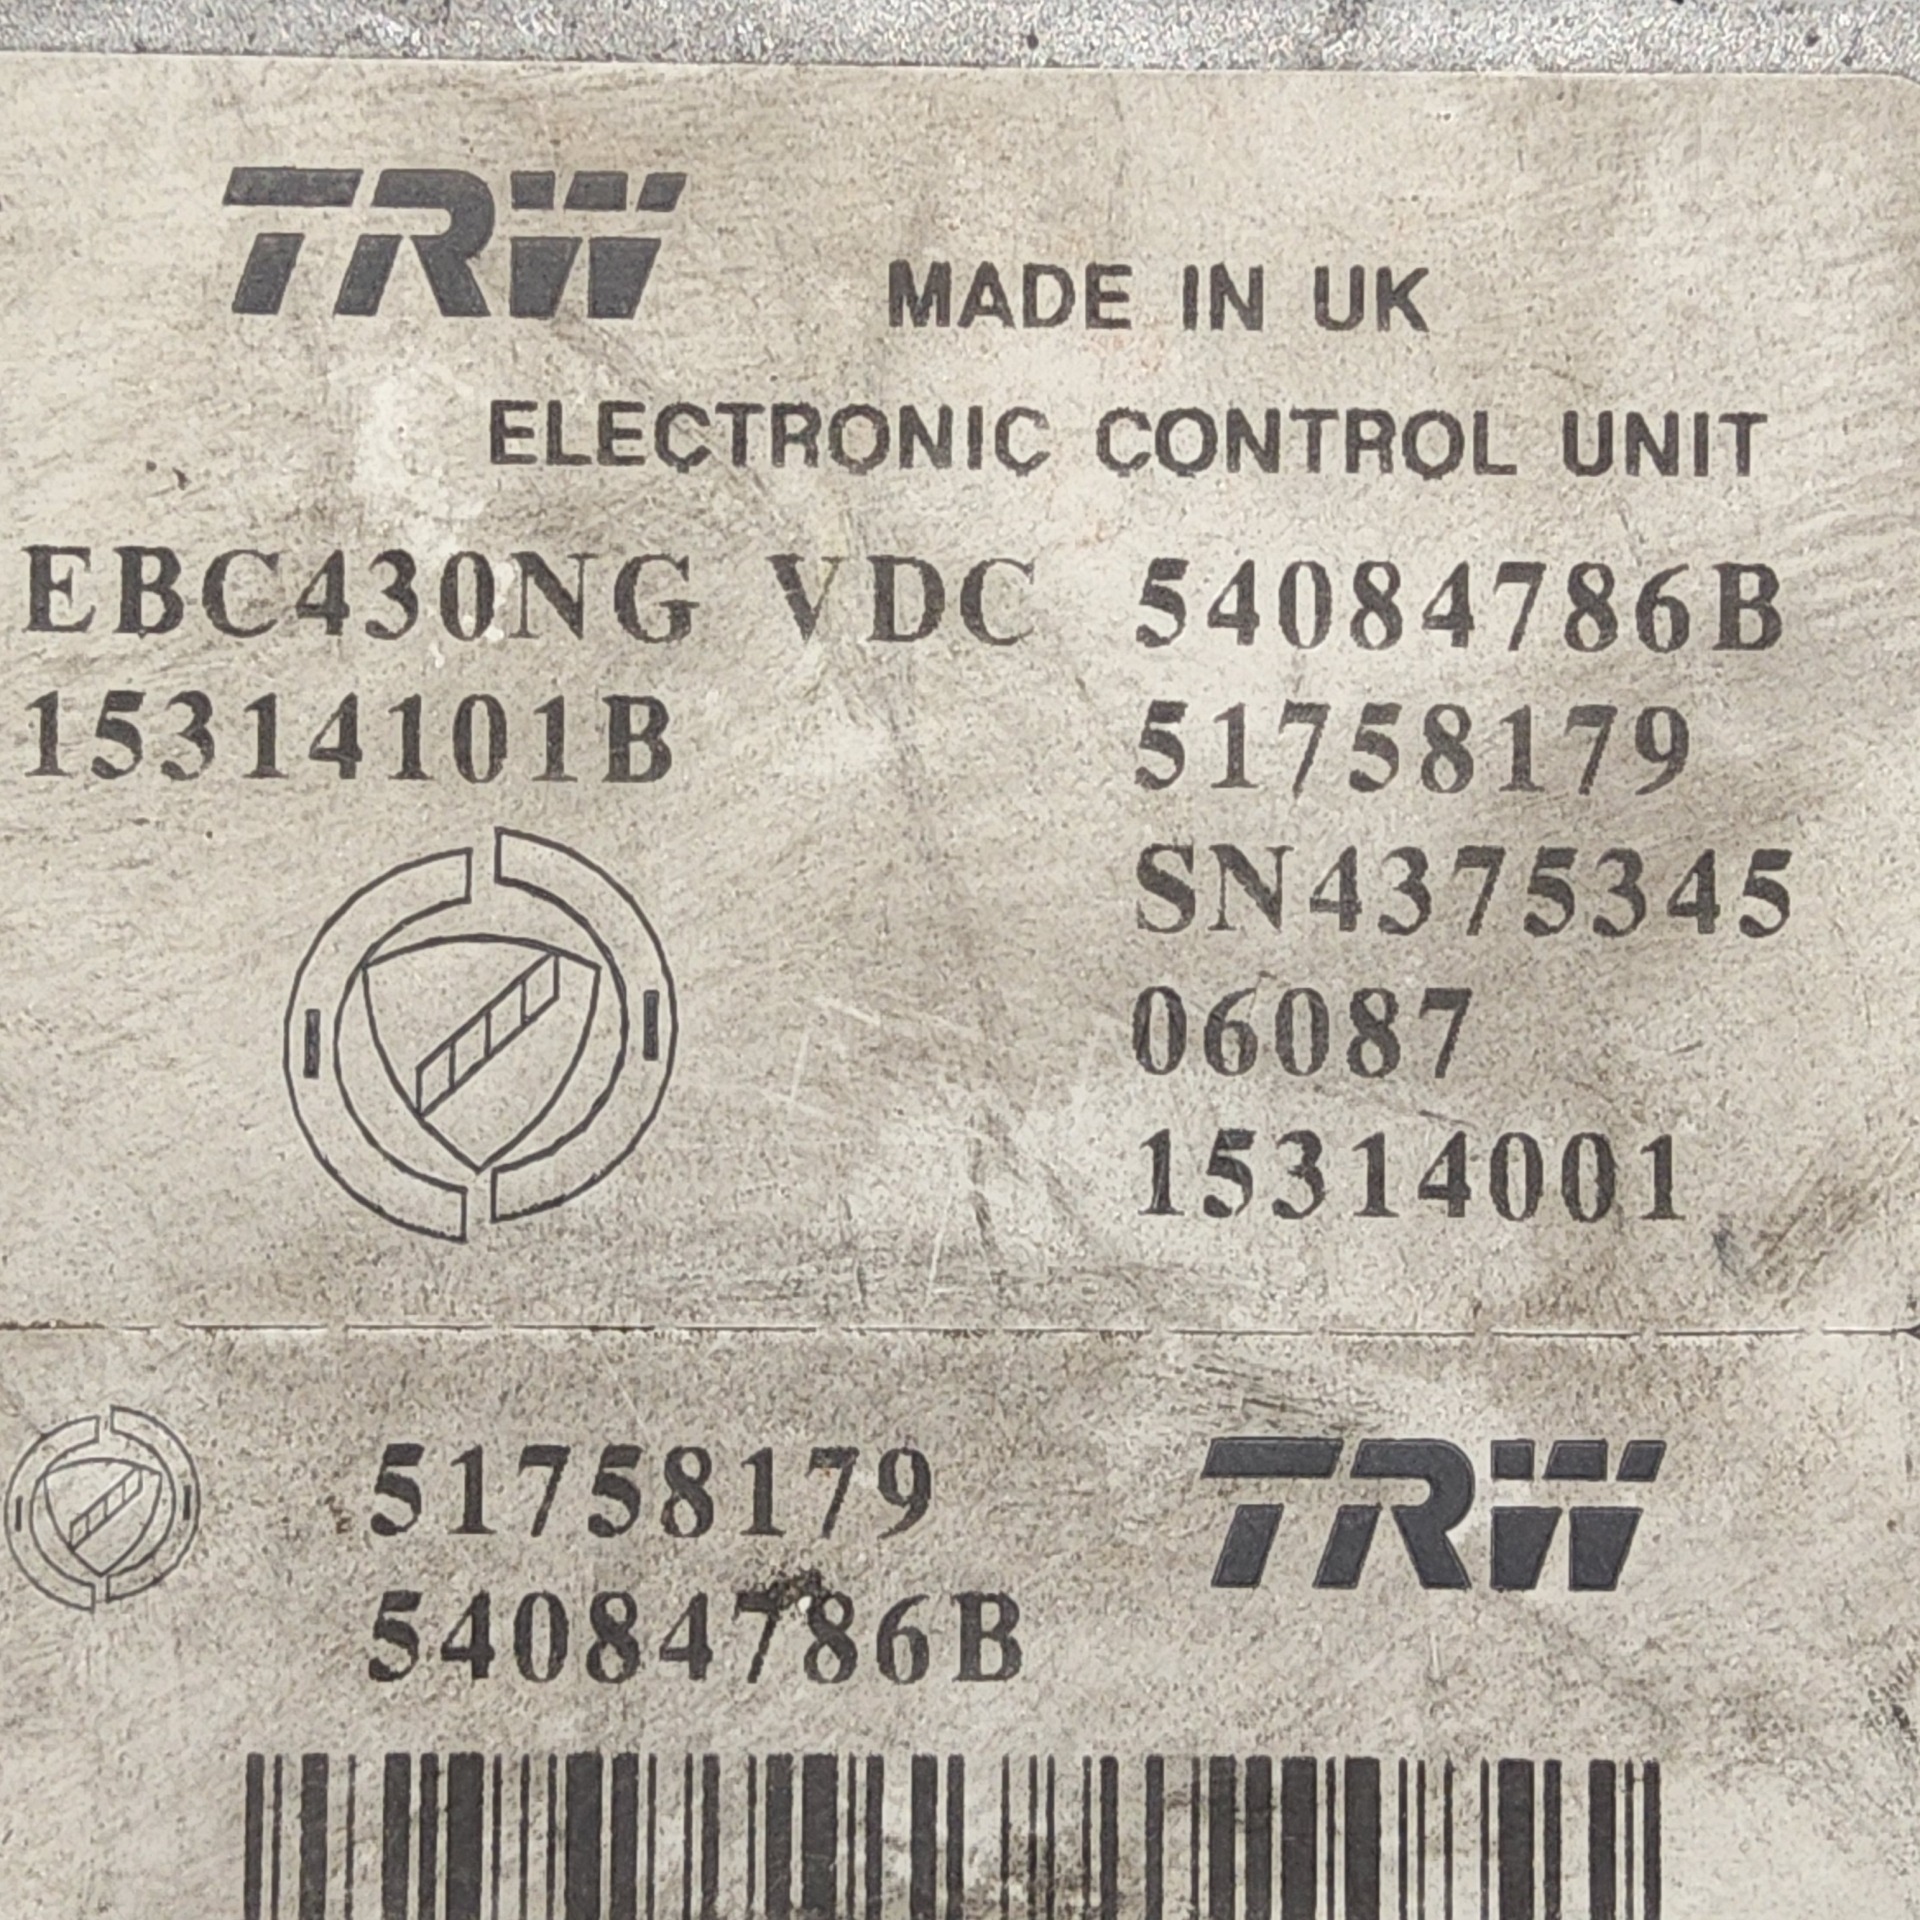 TRW
MADE IN UK
ELECTRONIC CONTROL UNIT
EBC430NG VDC 54084786B
15314101B 51758179
SN4375345
06087
15314001
51758179 TRW
54084786B